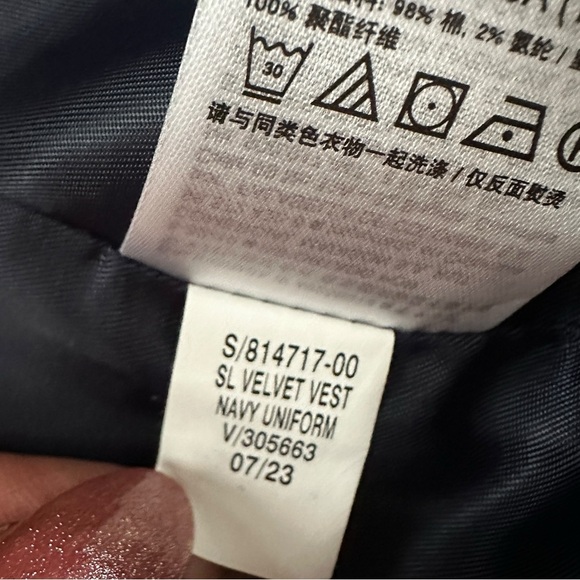 98% 棉, 2% 氨纶 /
100% 聚酯纤维
30
请与同类色衣物一起洗涤 / 仅反面熨烫
S/814717-00
SL VELVET VEST
NAVY UNIFORM
V/305663
07/23